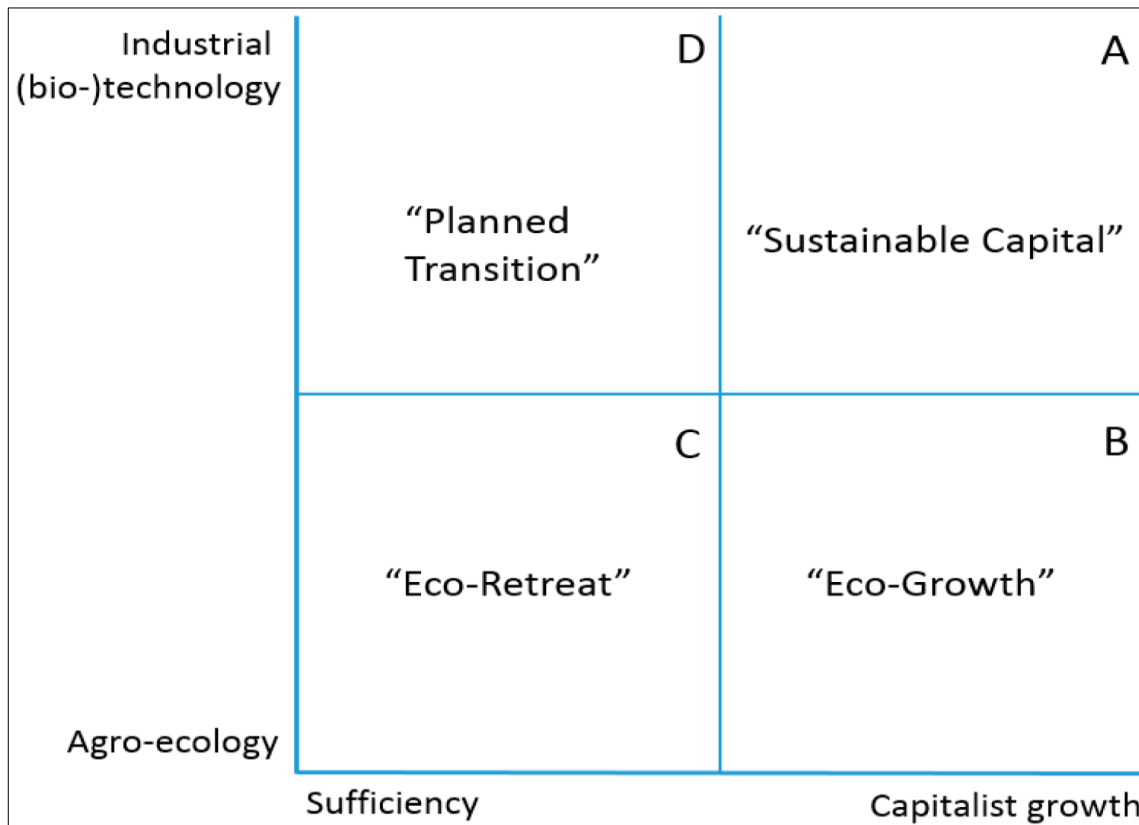 Industrial
(bio-)technology
D
A
“Planned
Transition”
“Sustainable Capital”
C
B
“Eco-Retreat”
“Eco-Growth”
Agro-ecology
Sufficiency
Capitalist growth